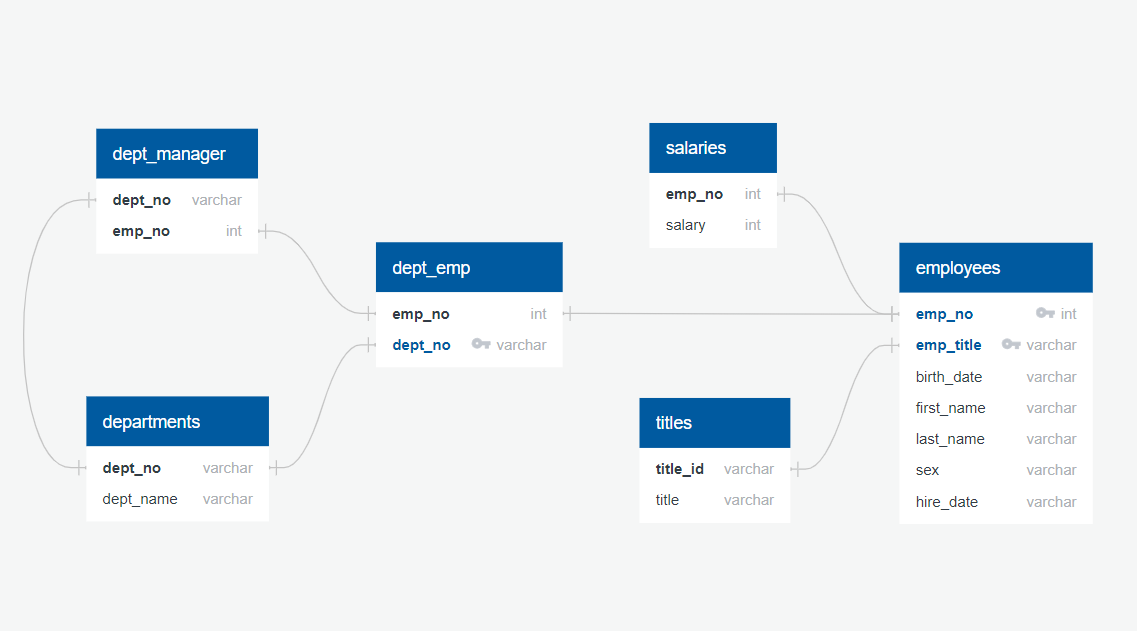 dept_manager
dept_no varchar
emp_no int
departments
dept_no varchar
dept_name varchar
dept_emp
emp_no int
dept_no varchar
salaries
emp_no int
salary int
titles
title_id varchar
title varchar
employees
emp_no int
emp_title varchar
birth_date varchar
first_name varchar
last_name varchar
sex varchar
hire_date varchar